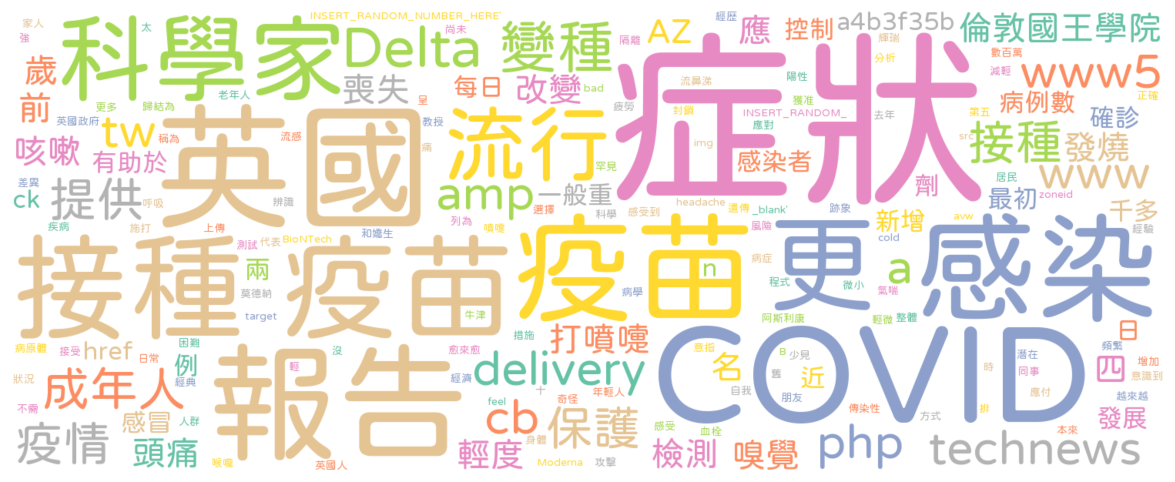 家人
強
太
INSERT_RANDOM_NUMBER_HERE'
尚未
經歷
輝瑞
a4b3f35b
倫敦國王學院
科學家
Delta
變種
隔離
AZ
應
控制
分析
數百萬
減輕
www5
歲
前
喪失
每日
改變
bad
流鼻涕
陽性
獲准
病例數
第五
正確
更多
歸結為
老年人
呈
疲勞
封鎖
INSERT_RANDOM_
去年
確診
英國政府
tw
稱為
流感
教授
流行
症狀
應對
src
接種
發燒
咳嗽
有助於
英國
痛
罕見
img
感染者
劑
居民
www
差異
ck
提供
呼吸
辨識
列為
amp
一般重
選擇
科學
感受到
headache
還得
_blank'
跡象
最初
zoneid
千多
疾病
施打
上傳
和嬌生
噴嚏
風險
新增
avw
經驗
接種
測試
代表
BioNTech
疫苗
疫苗
更
cold
感染
兩
莫德納
n
病症
程式
微小
a
氣喘
target
牛津
病學
阿斯利康
輕微
整體
病原體
接受
href
日常
困難
例
報告
沒
措施
愈來愈
打噴嚏
意指
COVID
B
少見
潛在
頻繁
日
增加
狀況
成年人
經典
輕
經濟
delivery
名
舊
近
時
同事
四
意識到
不需
感冒
人群
十
feel
年輕人
奇怪
自我
朋友
傳染性
方式
排
應付
越來越
發展
疫情
頭痛
喉嚨
英國人
cb
身體
保護
感受
血栓
本來
輕度
Moderna
攻擊
檢測
嗅覺
php
technews